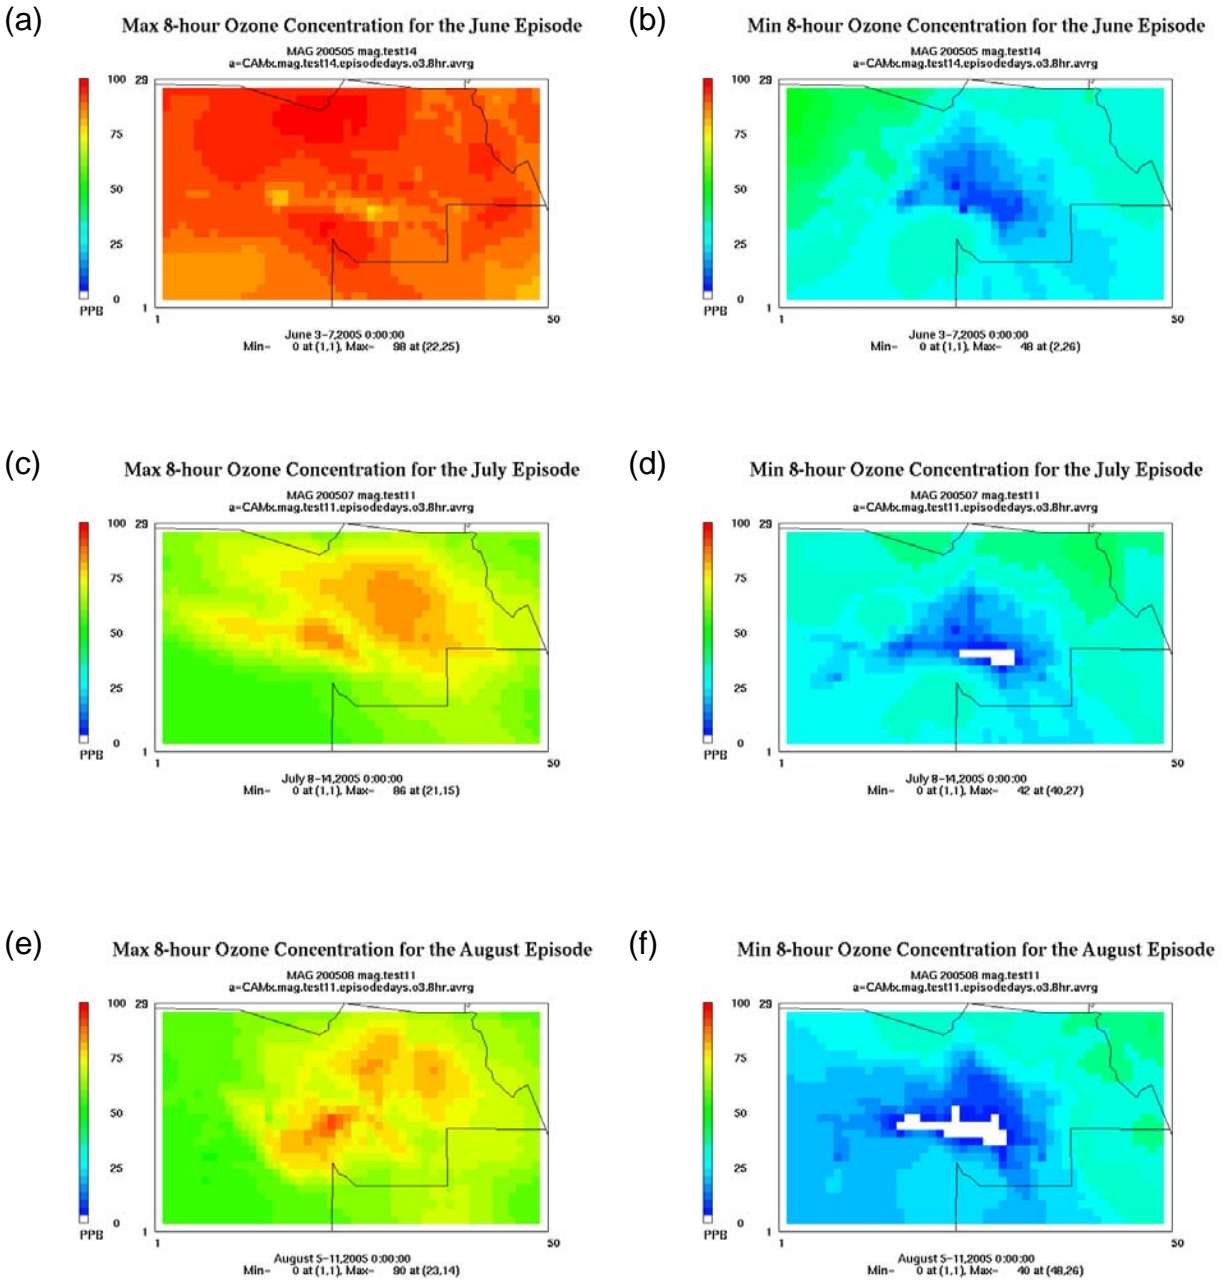 (a)
Max 8-hour Ozone Concentration for the June Episode
MAG 200505 mag.test14
a=CAMx.mag.test14.episodedays.o3.8hr.avrg
100
75
50
25
0
PPB
29
1
1
50
June 3-7,2005 0:00:00
Min= 0 at (1,1), Max= 98 at (22,25)
(b)
Min 8-hour Ozone Concentration for the June Episode
MAG 200505 mag.test14
a=CAMx.mag.test14.episodedays.o3.8hr.avrg
100
75
50
25
0
PPB
29
1
1
50
June 3-7,2005 0:00:00
Min= 0 at (1,1), Max= 48 at (2,26)
(c)
Max 8-hour Ozone Concentration for the July Episode
MAG 200507 mag.test11
a=CAMx.mag.test11.episodedays.o3.8hr.avrg
100
75
50
25
0
PPB
29
1
1
50
July 8-14,2005 0:00:00
Min= 0 at (1,1), Max= 86 at (21,15)
(d)
Min 8-hour Ozone Concentration for the July Episode
MAG 200507 mag.test11
a=CAMx.mag.test11.episodedays.o3.8hr.avrg
100
75
50
25
0
PPB
29
1
1
50
July 8-14,2005 0:00:00
Min= 0 at (1,1), Max= 42 at (40,27)
(e)
Max 8-hour Ozone Concentration for the August Episode
MAG 200508 mag.test11
a=CAMx.mag.test11.episodedays.o3.8hr.avrg
100
75
50
25
0
PPB
29
1
1
50
August 5-11,2005 0:00:00
Min= 0 at (1,1), Max= 90 at (23,14)
(f)
Min 8-hour Ozone Concentration for the August Episode
MAG 200508 mag.test11
a=CAMx.mag.test11.episodedays.o3.8hr.avrg
100
75
50
25
0
PPB
29
1
1
50
August 5-11,2005 0:00:00
Min= 0 at (1,1), Max= 40 at (48,26)